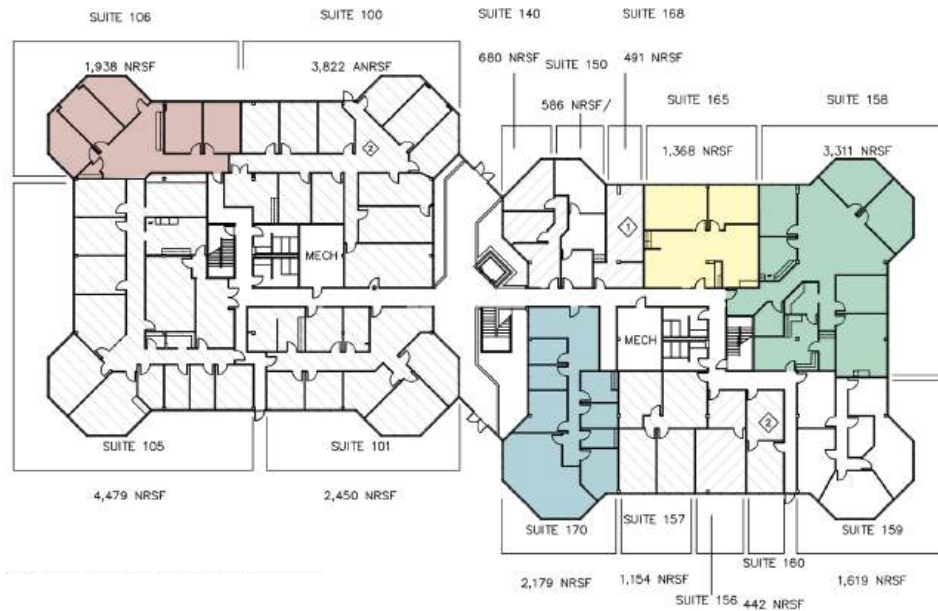 SUITE 106
SUITE 100
SUITE 140
SUITE 168
1,938 NRSF
3,822 ANRSF
680 NRSF
SUITE 150
491 NRSF
586 NRSF/
SUITE 165
SUITE 158
1,368 NRSF
3,311 NRSF
2
1
MECH
MECH
2
SUITE 105
SUITE 101
4,479 NRSF
2,450 NRSF
SUITE 170
SUITE 157
SUITE 159
SUITE 160
2,179 NRSF
1,154 NRSF
1,619 NRSF
SUITE 156
442 NRSF